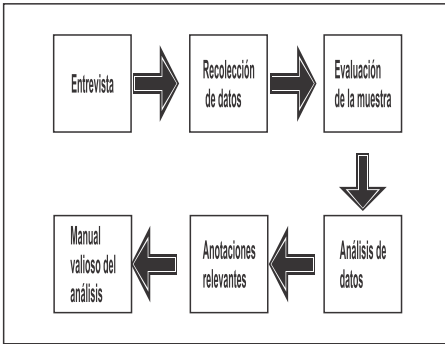 Entrevista
Recolección
de datos
Evaluación
de la muestra
Análisis de
datos
Anotaciones
relevantes
Manual
valioso del
análisis